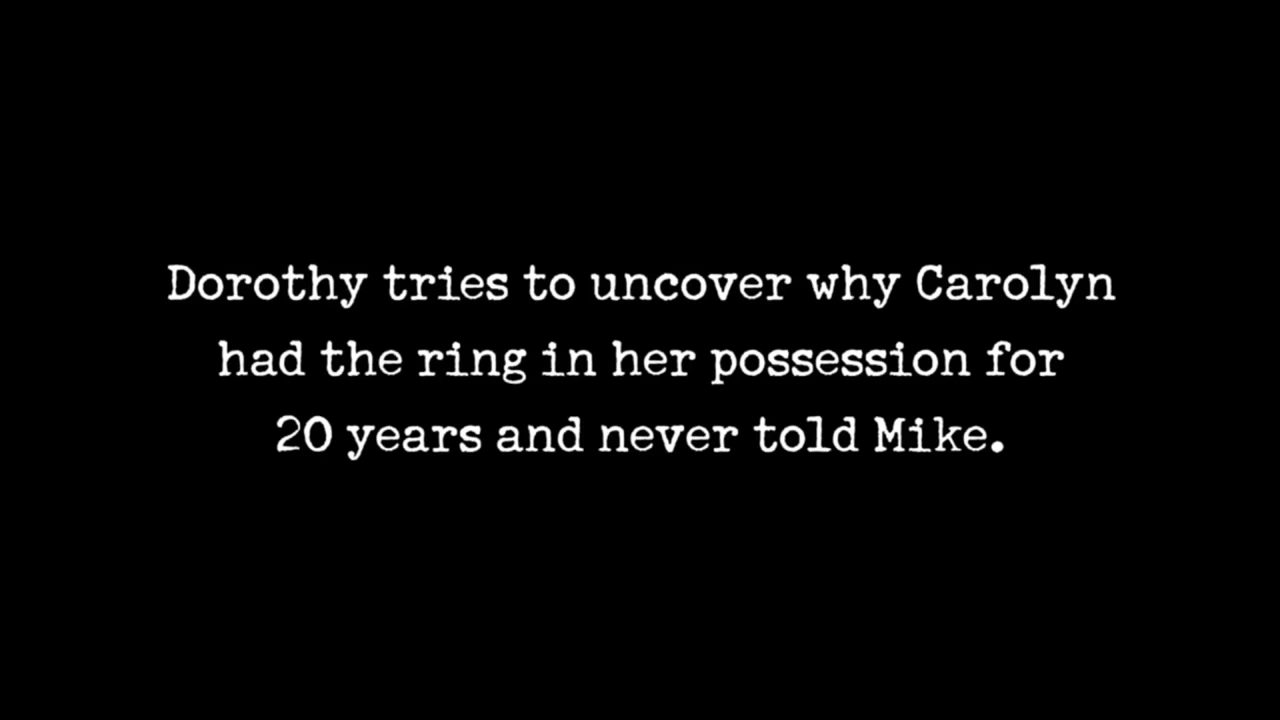 Dorothy tries to uncover why Carolyn
had the ring in her possession for
20 years and never told Mike.